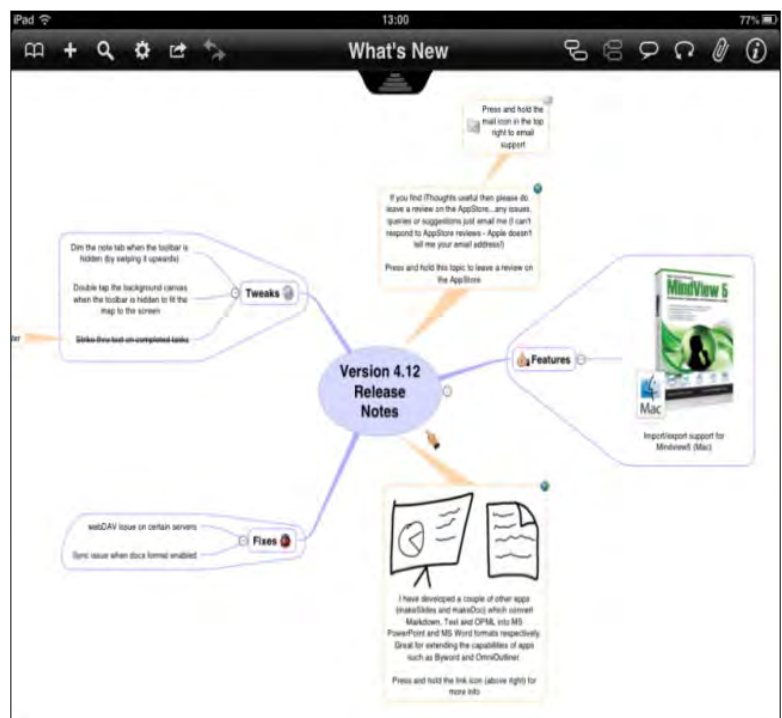 iPad
13:00
77%
What's New
Press and hold the
mail icon in the top
right to email
support
If you find iThoughts useful then please do
leave a review on the AppStore...any issues,
queries or suggestions just email me (I can't
respond to AppStore reviews - Apple doesn't
tell me your email address!)
Press and hold this topic to leave a review on
the AppStore
Dim the note tab when the toolbar is
hidden (by swiping it upwards)
Double tap the background canvas
when the toolbar is hidden to fit the
map to the screen
Strike thru text on completed tasks
Tweaks
Version 4.12
Release
Notes
Features
MindView 5
Mac
Import/export support for
Mindview5 (Mac)
webDAV issue on certain servers
Sync issue when docx format enabled
Fixes
I have developed a couple of other apps
(makeSlides and makeDoc) which convert
Markdown, Text and OPML into MS
PowerPoint and MS Word formats respectively.
Great for extending the capabilities of apps
such as Byword and OmniOutliner
Press and hold the link icon (above right) for
more info